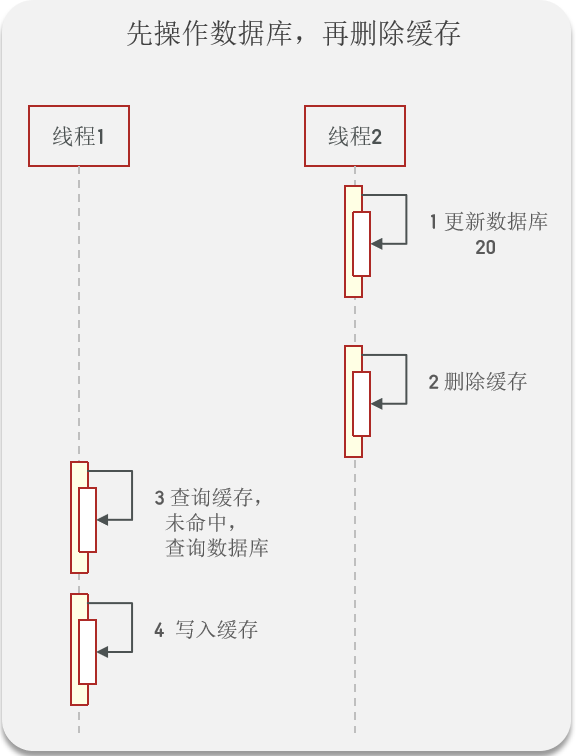 先操作数据库，再删除缓存
线程1
线程2
1 更新数据库
20
2 删除缓存
3 查询缓存，
未命中，
查询数据库
4 写入缓存